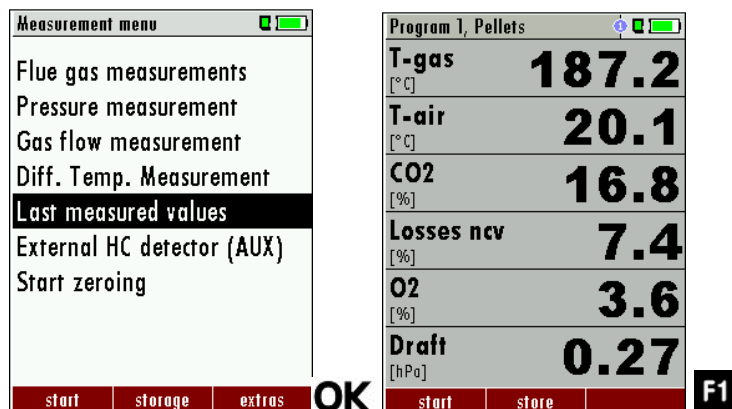 Measurement menu
Flue gas measurements
Pressure measurement
Gas flow measurement
Diff. Temp. Measurement
Last measured values
External HC detector (AUX)
Start zeroing
start storage extras
OK
Program 1, Pellets 1
T-gas 187.2
[°C]
T-air 20.1
[°C]
CO2 16.8
[%]
Losses ncv 7.4
[%]
O2 3.6
[%]
Draft 0.27
[hPa]
start store
F1